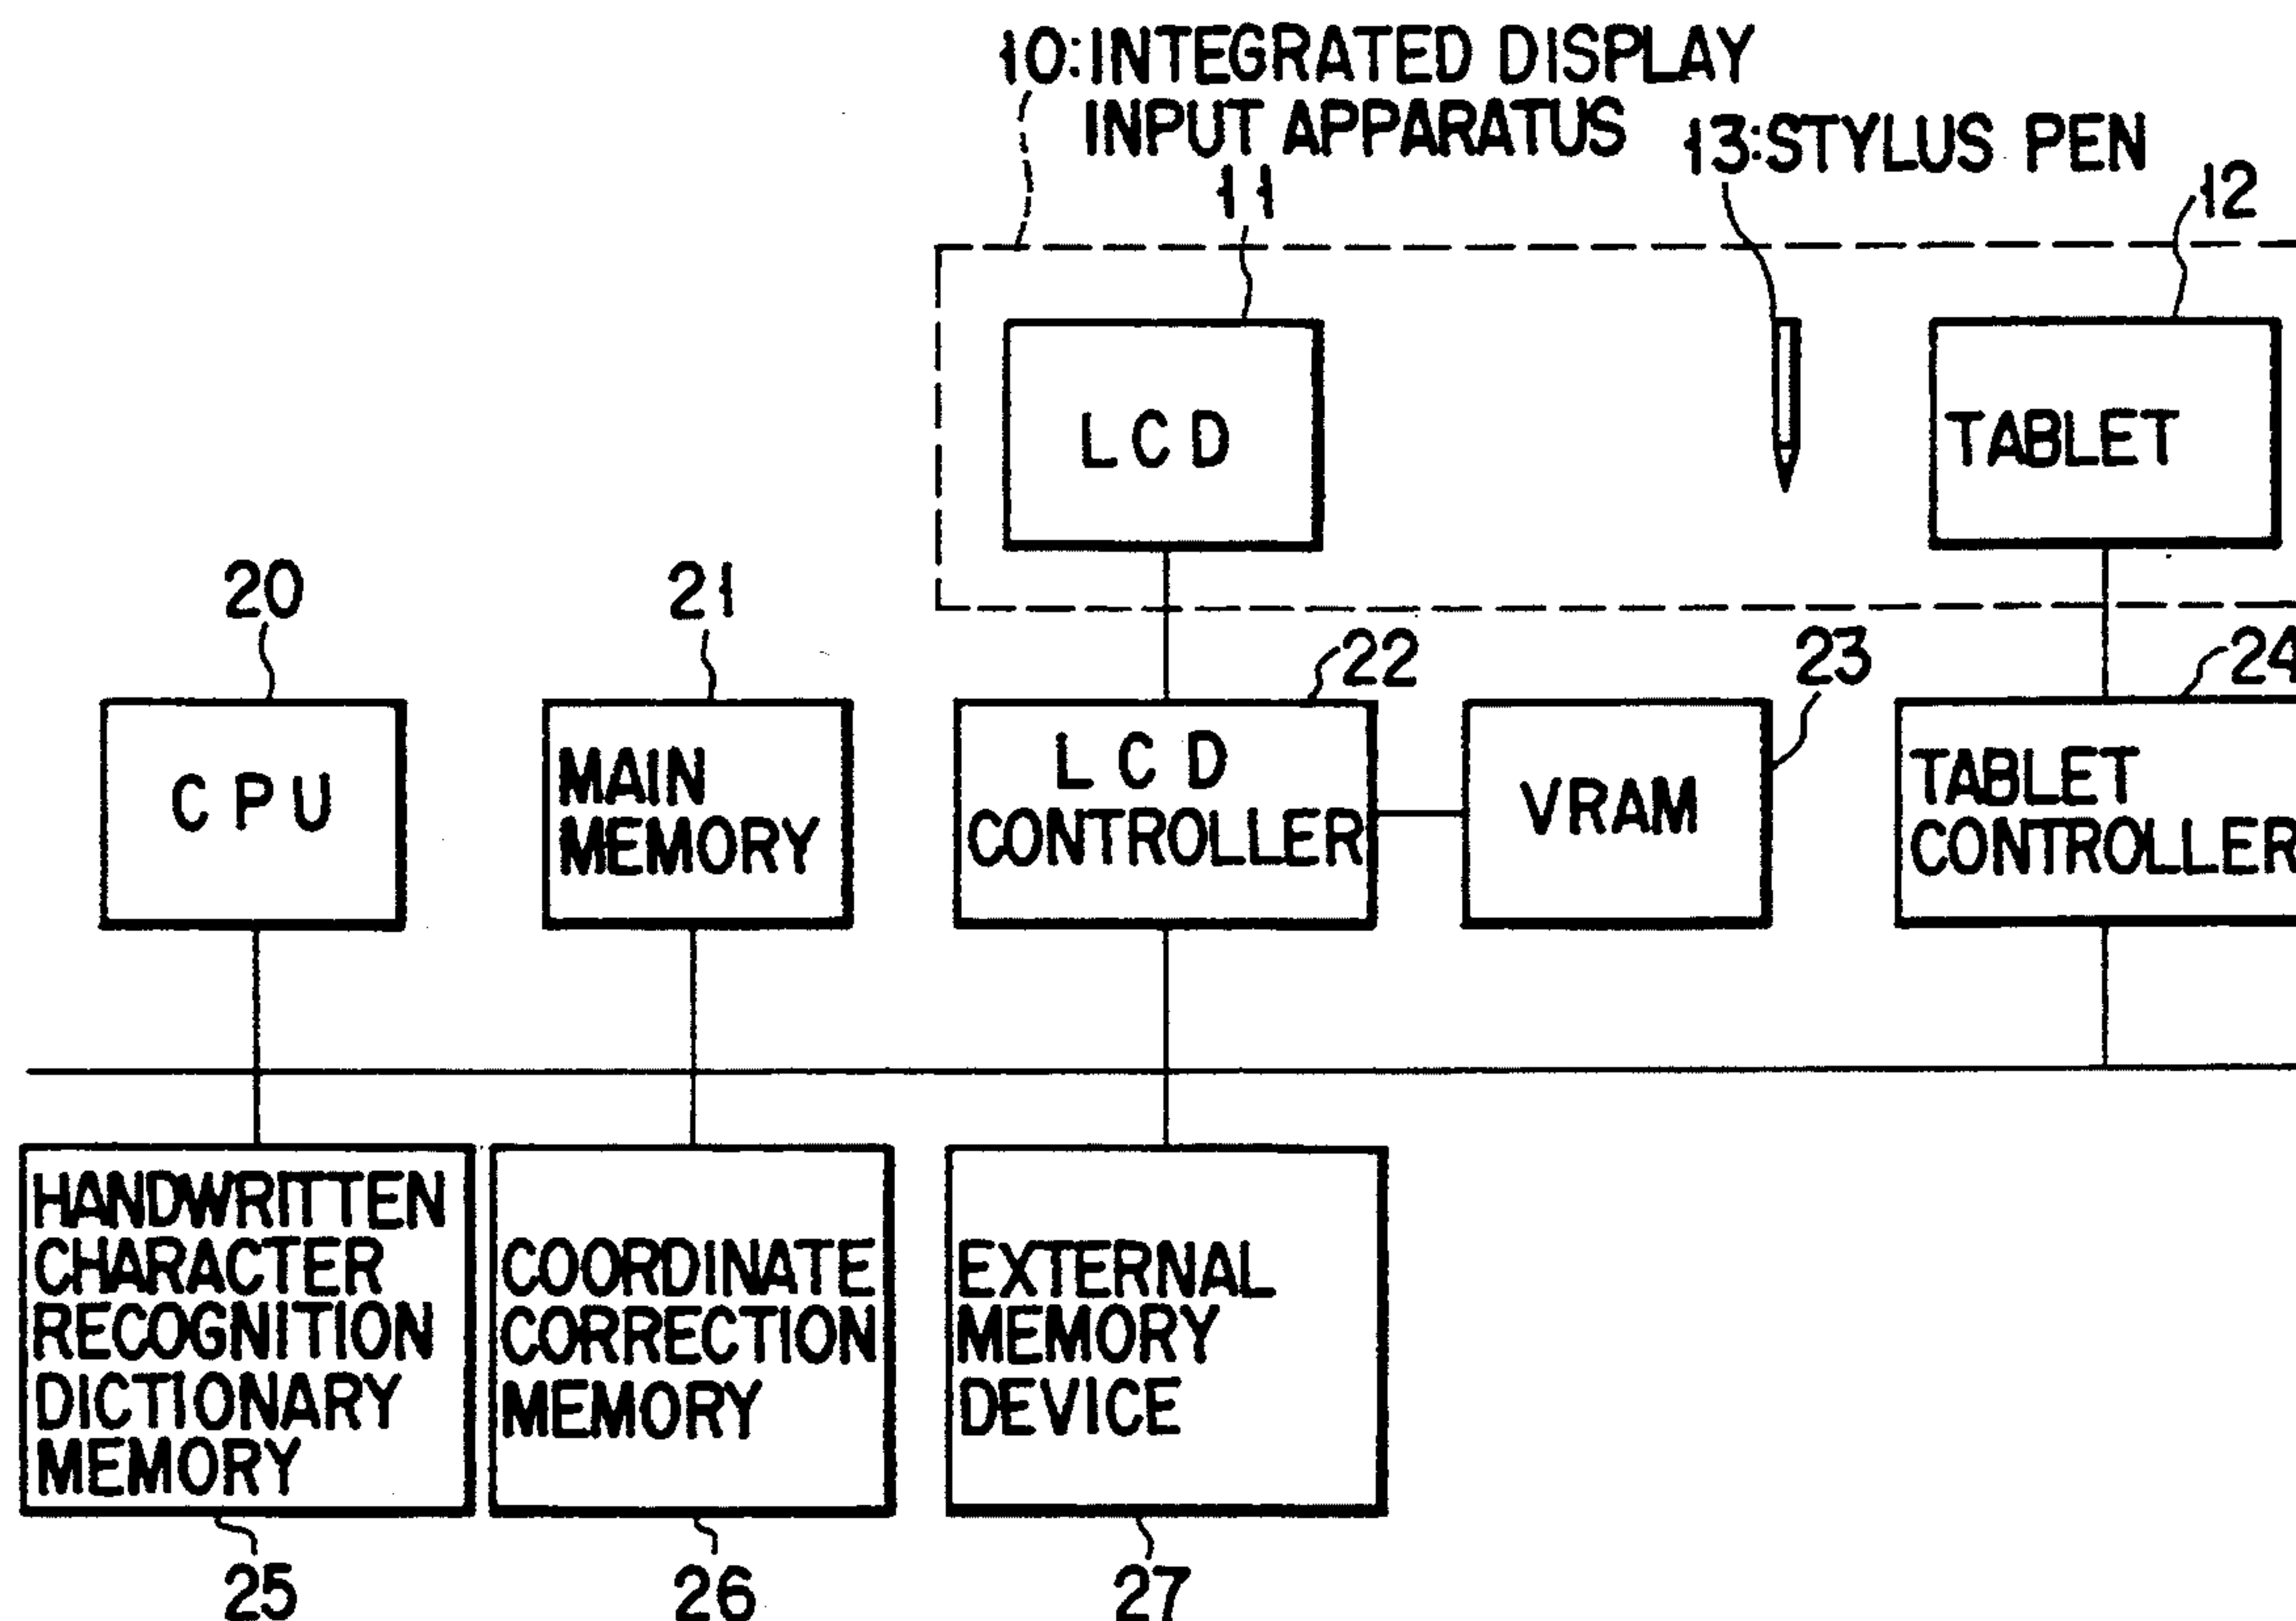 10:INTEGRATED DISPLAY
INPUT APPARATUS
13:STYLUS PEN
11
12
LCD
TABLET
20
21
22
23
24
CPU
MAIN
MEMORY
LCD
CONTROLLER
VRAM
TABLET
CONTROLLER
HANDWRITTEN
CHARACTER
RECOGNITION
DICTIONARY
MEMORY
COORDINATE
CORRECTION
MEMORY
EXTERNAL
MEMORY
DEVICE
25
26
27